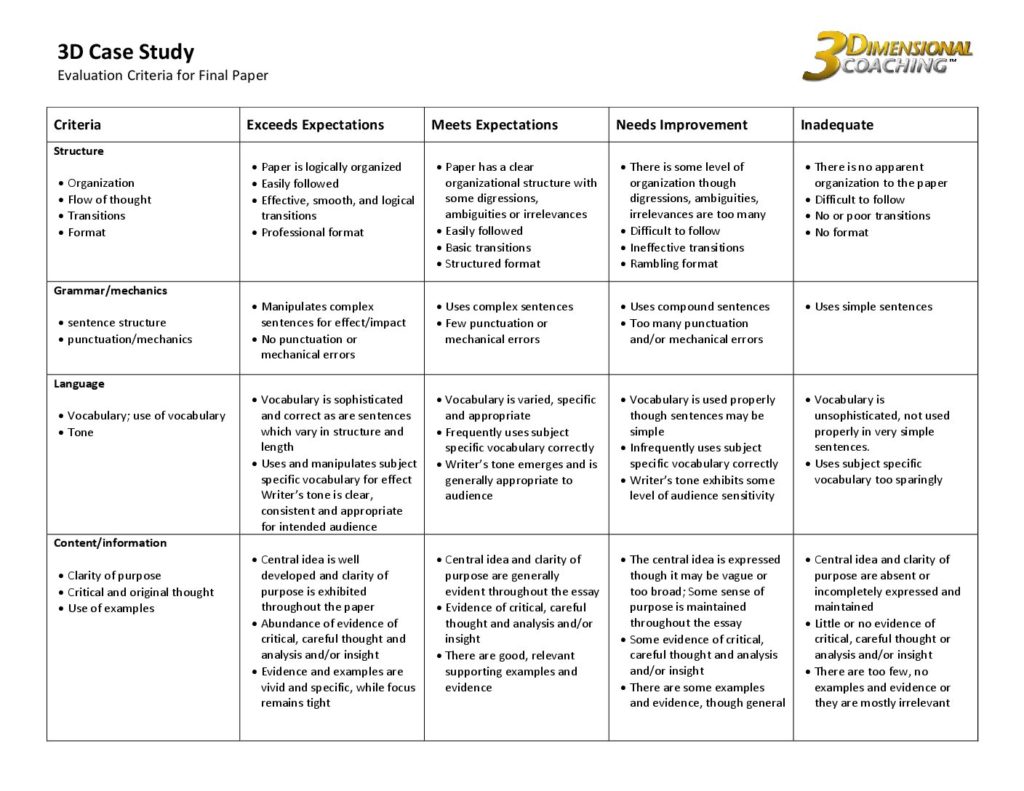 3D Case Study
Evaluation Criteria for Final Paper
3DIMENSIONAL
COACHING™
Criteria
Exceeds Expectations
Meets Expectations
Needs Improvement
Inadequate
Structure
• Organization
• Flow of thought
• Transitions
• Format
• Paper is logically organized
• Easily followed
• Effective, smooth, and logical
transitions
• Professional format
• Paper has a clear
organizational structure with
some digressions,
ambiguities or irrelevances
• Easily followed
• Basic transitions
• Structured format
• There is some level of
organization though
digressions, ambiguities,
irrelevances are too many
• Difficult to follow
• Ineffective transitions
• Rambling format
• There is no apparent
organization to the paper
• Difficult to follow
• No or poor transitions
• No format
Grammar/mechanics
• sentence structure
• punctuation/mechanics
• Manipulates complex
sentences for effect/impact
• No punctuation or
mechanical errors
• Uses complex sentences
• Few punctuation or
mechanical errors
• Uses compound sentences
• Too many punctuation
and/or mechanical errors
• Uses simple sentences
Language
• Vocabulary; use of vocabulary
• Tone
• Vocabulary is sophisticated
and correct as are sentences
which vary in structure and
length
• Uses and manipulates subject
specific vocabulary for effect
Writer's tone is clear,
consistent and appropriate
for intended audience
• Vocabulary is varied, specific
and appropriate
• Frequently uses subject
specific vocabulary correctly
• Writer's tone emerges and is
generally appropriate to
audience
• Vocabulary is used properly
though sentences may be
simple
• Infrequently uses subject
specific vocabulary correctly
• Writer's tone exhibits some
level of audience sensitivity
• Vocabulary is
unsophisticated, not used
properly in very simple
sentences.
• Uses subject specific
vocabulary too sparingly
Content/information
• Clarity of purpose
• Critical and original thought
• Use of examples
• Central idea is well
developed and clarity of
purpose is exhibited
throughout the paper
• Abundance of evidence of
critical, careful thought and
analysis and/or insight
• Evidence and examples are
vivid and specific, while focus
remains tight
• Central idea and clarity of
purpose are generally
evident throughout the essay
• Evidence of critical, careful
thought and analysis and/or
insight
• There are good, relevant
supporting examples and
evidence
• The central idea is expressed
though it may be vague or
too broad; Some sense of
purpose is maintained
throughout the essay
• Some evidence of critical,
careful thought and analysis
and/or insight
• There are some examples
and evidence, though general
• Central idea and clarity of
purpose are absent or
incompletely expressed and
maintained
• Little or no evidence of
critical, careful thought or
analysis and/or insight
• There are too few, no
examples and evidence or
they are mostly irrelevant